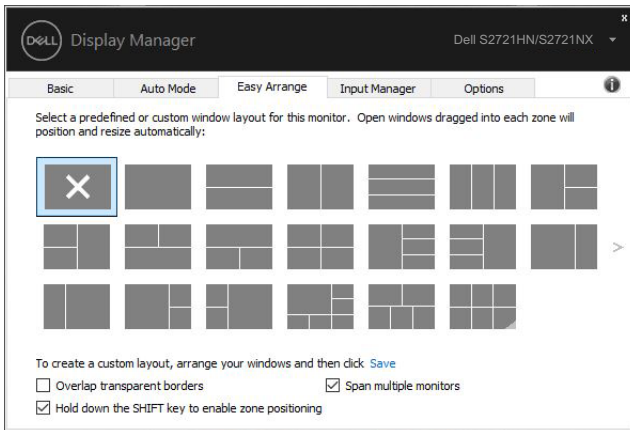 x
DELL Display Manager
Dell S2721HN/S2721NX
Basic Auto Mode Easy Arrange Input Manager Options
Select a predefined or custom window layout for this monitor. Open windows dragged into each zone will
position and resize automatically:
To create a custom layout, arrange your windows and then click Save
Overlap transparent borders Span multiple monitors
Hold down the SHIFT key to enable zone positioning